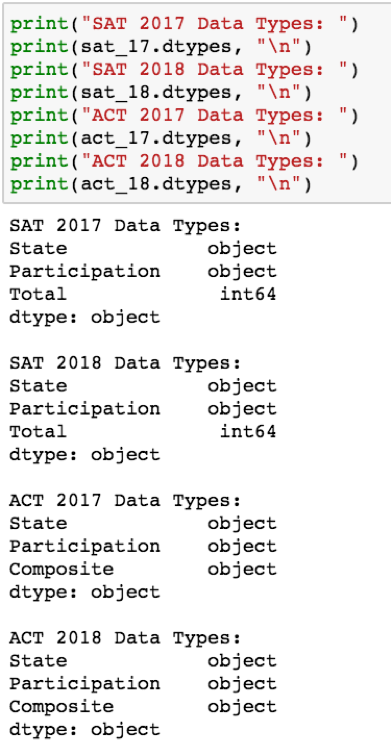 print("SAT 2017 Data Types: ")
print(sat_17.dtypes, "\n")
print("SAT 2018 Data Types: ")
print(sat_18.dtypes, "\n")
print("ACT 2017 Data Types: ")
print(act_17.dtypes, "\n")
print("ACT 2018 Data Types: ")
print(act_18.dtypes, "\n")
SAT 2017 Data Types:
State            object
Participation    object
Total             int64
dtype: object
SAT 2018 Data Types:
State            object
Participation    object
Total             int64
dtype: object
ACT 2017 Data Types:
State            object
Participation    object
Composite        object
dtype: object
ACT 2018 Data Types:
State            object
Participation    object
Composite        object
dtype: object